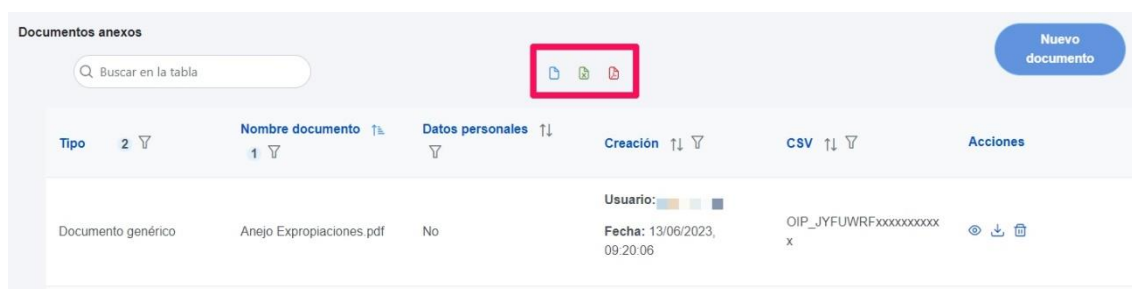 Documentos anexos
Nuevo
documento
Buscar en la tabla
Tipo 2
Nombre documento
1
Datos personales
Creación
CSV
Acciones
Documento genérico
Anejo Expropiaciones.pdf
No
Usuario:
Fecha: 13/06/2023,
09:20:06
OIP_JYFUWRFxxxxxxxxxx
x